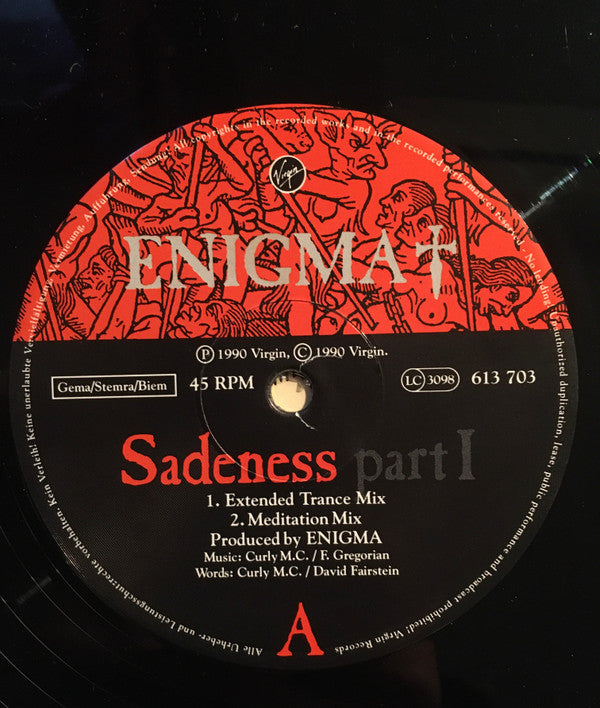 Alle Urheber- und Leistungsschutzrechte vorbehalten. Kein Verleih! Keine unerlaubte Vervielfältigung, Vermietung, Aufführung, Sendung! All copyrights in the recorded works and in the recorded performances reserved. No lending! Unauthorized duplication, lease, public performance and broadcast prohibited! Virgin Records
Virgin
ENIGMA†
Ⓟ 1990 Virgin, © 1990 Virgin.
Gema/Stemra/Biem
45 RPM
LC 3098
613 703
Sadeness part I
1. Extended Trance Mix
2. Meditation Mix
Produced by ENIGMA
Music: Curly M.C. / F. Gregorian
Words: Curly M.C. / David Fairstein
A